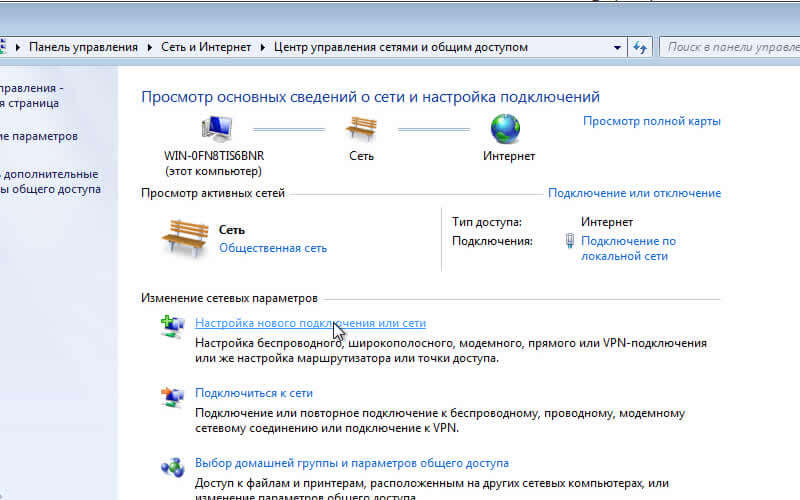 Панель управления Сеть и Интернет Центр управления сетями и общим доступом
Поиск в панели
Просмотр основных сведений о сети и настройка подключений
Просмотр полной карты
WIN-0FN8TIS6BNR
(этот компьютер)
Сеть
Интернет
Просмотр активных сетей
Подключение или отключение
Сеть
Общественная сеть
Тип доступа: Интернет
Подключения: Подключение по
локальной сети
Изменение сетевых параметров
Настройка нового подключения или сети
Настройка беспроводного, широкополосного, модемного, прямого или VPN-подключения
или же настройка маршрутизатора или точки доступа.
Подключиться к сети
Подключение или повторное подключение к беспроводному, проводному, модемному
сетевому соединению или подключение к VPN.
Выбор домашней группы и параметров общего доступа
Доступ к файлам и принтерам, расположенным на других сетевых компьютерах, или
изменение параметров общего доступа.
страница
параметров
дополнительные
общего доступа